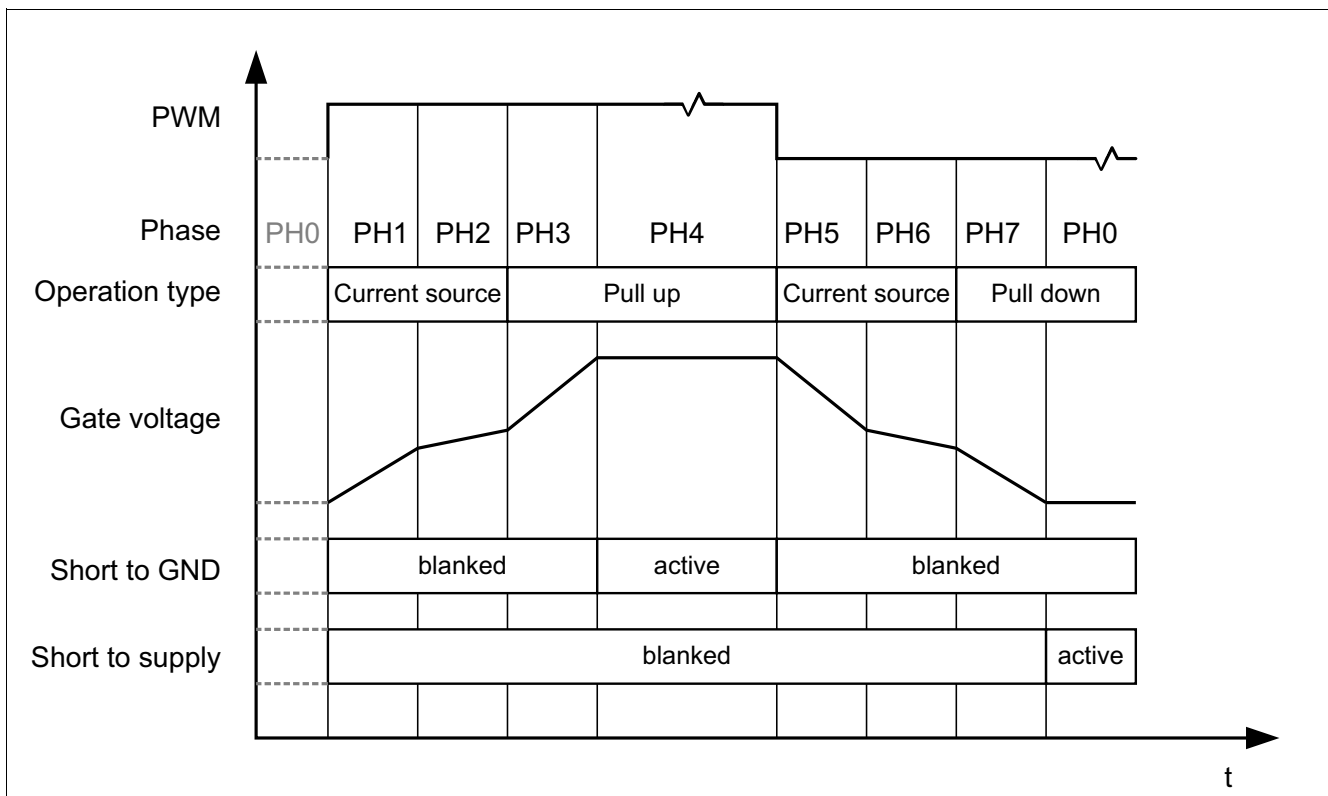 PWM
Phase PH0 PH1 PH2 PH3 PH4 PH5 PH6 PH7 PH0
Operation type Current source Pull up Current source Pull down
Gate voltage
Short to GND blanked active blanked
Short to supply blanked active
t